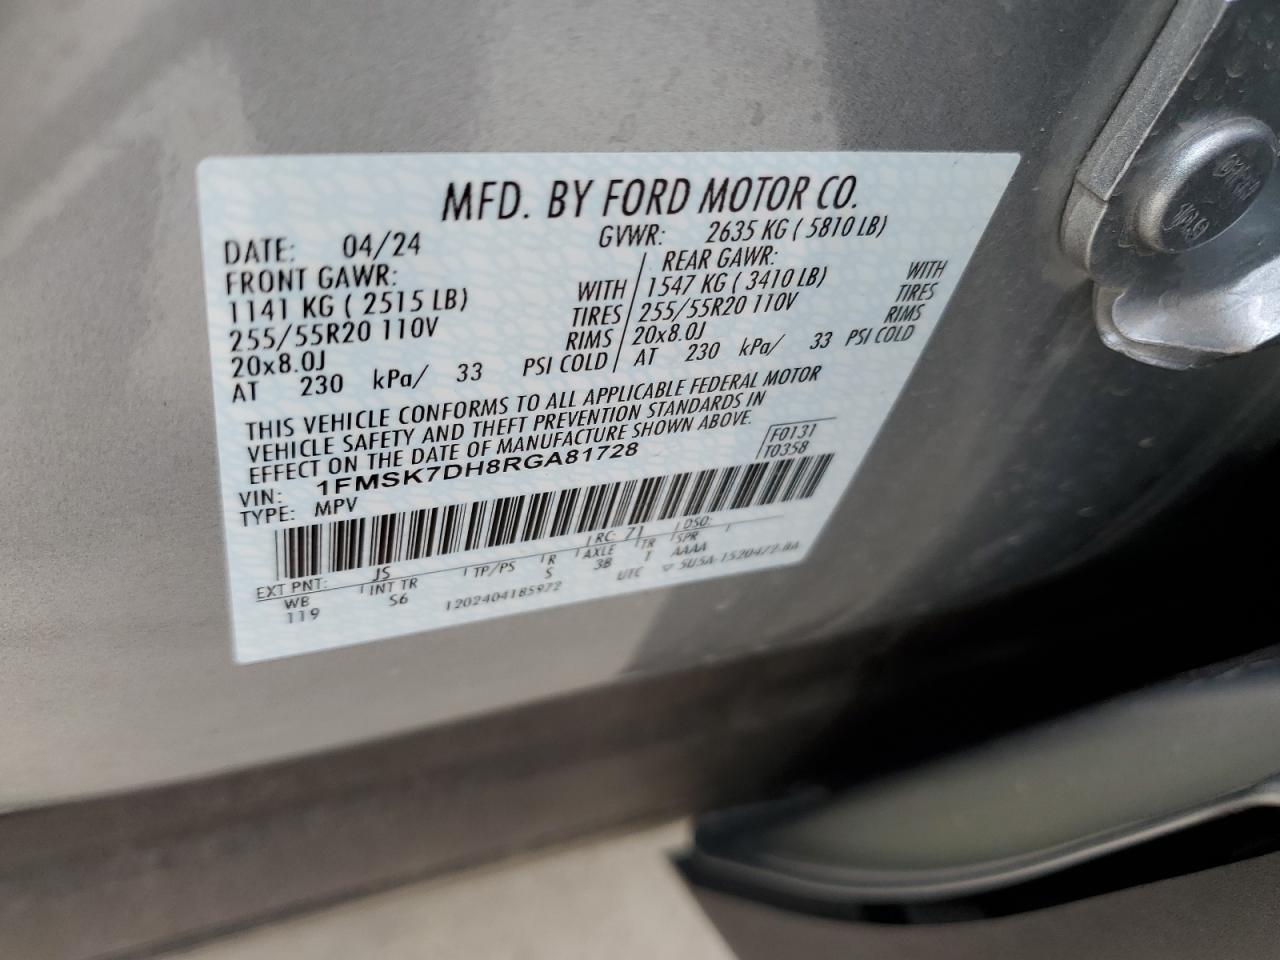 MFD. BY FORD MOTOR CO.
DATE: 04/24 GVWR: 2635 KG ( 5810 LB)
FRONT GAWR: REAR GAWR:
1141 KG ( 2515 LB) WITH 1547 KG ( 3410 LB) WITH
255/55R20 110V TIRES 255/55R20 110V TIRES
20x8.0J RIMS 20x8.0J RIMS
AT 230 kPa/ 33 PSI COLD AT 230 kPa/ 33 PSI COLD
THIS VEHICLE CONFORMS TO ALL APPLICABLE FEDERAL MOTOR
VEHICLE SAFETY AND THEFT PREVENTION STANDARDS IN
EFFECT ON THE DATE OF MANUFACTURE SHOWN ABOVE.
F0131
T0358
VIN: 1FMSK7DH8RGA81728
TYPE: MPV
EXT PNT: JS RC: 71 DSO:
WB INT TR TP/PS R AXLE TR SPR
119 S6 S 3B T AAAA
1202404185972 UTC